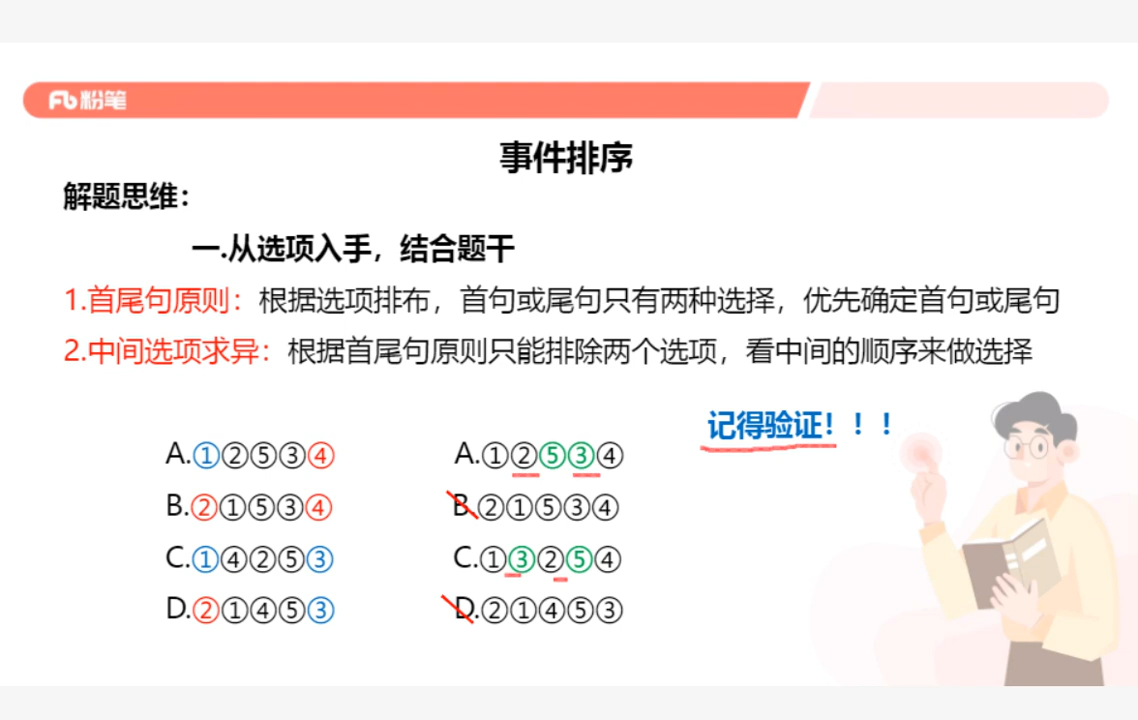 粉笔
事件排序
解题思维：
一.从选项入手，结合题干
1.首尾句原则：根据选项排布，首句或尾句只有两种选择，优先确定首句或尾句
2.中间选项求异：根据首尾句原则只能排除两个选项，看中间的顺序来做选择
记得验证！！！
A.①②⑤③④
B.②①⑤③④
C.①④②⑤③
D.②①④⑤③
A.①②⑤③④
B.②①⑤③④
C.①③②⑤④
D.②①④⑤③